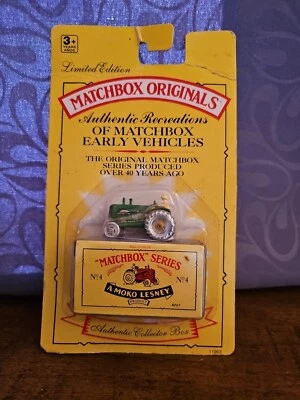 3+
YEARS
Limited Edition
MATCHBOX ORIGINALS
Authentic Recreations
OF MATCHBOX
EARLY VEHICLES
THE ORIGINAL MATCHBOX
SERIES PRODUCED
OVER 40 YEARS AGO
"MATCHBOX" SERIES
No4 No4
A MOKO LESNEY
Authentic Collector Box